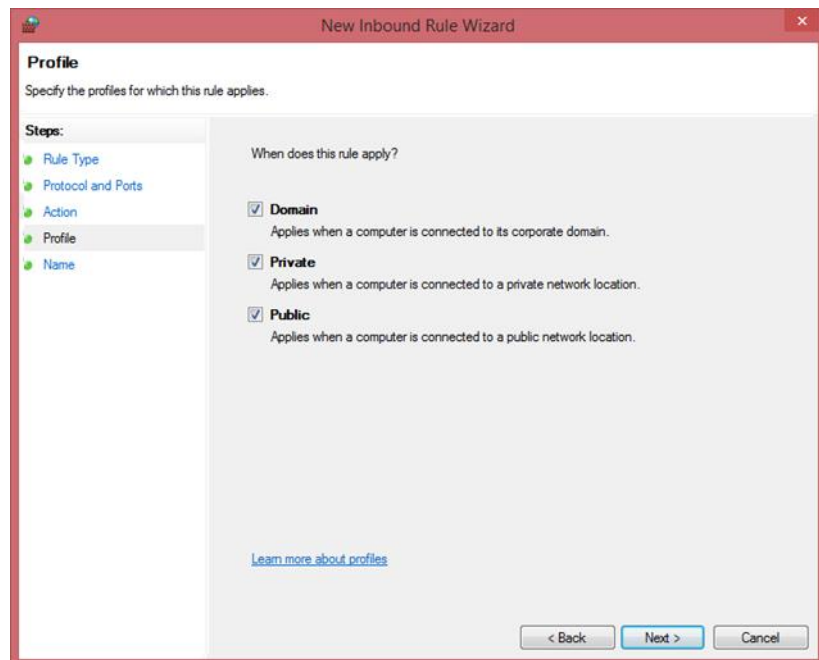 New Inbound Rule Wizard
Profile
Specify the profiles for which this rule applies.
Steps:
Rule Type
Protocol and Ports
Action
Profile
Name
When does this rule apply?
Domain
Applies when a computer is connected to its corporate domain.
Private
Applies when a computer is connected to a private network location.
Public
Applies when a computer is connected to a public network location.
Learn more about profiles
< Back
Next >
Cancel